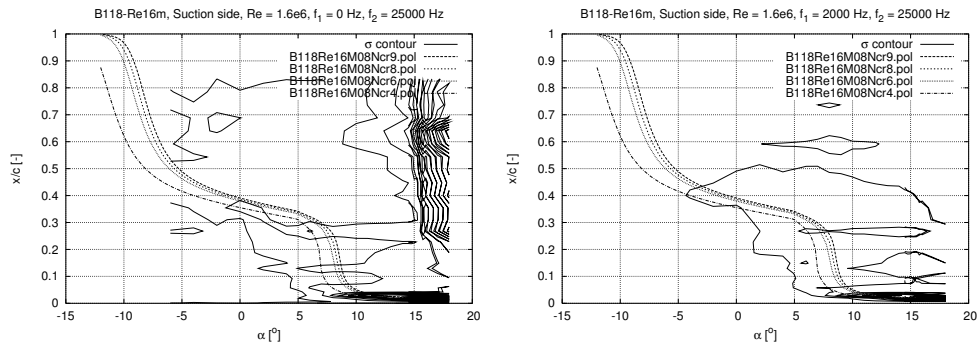 B118-Re16m, Suction side, Re = 1.6e6, f1 = 0 Hz, f2 = 25000 Hz
σ contour
B118Re16M08Ncr9.pol
B118Re16M08Ncr8.pol
B118Re16M08Ncr6.pol
B118Re16M08Ncr4.pol
1
0.9
0.8
0.7
0.6
0.5
0.4
0.3
0.2
0.1
0
x/c [-]
-15 -10 -5 0 5 10 15 20
α [°]
B118-Re16m, Suction side, Re = 1.6e6, f1 = 2000 Hz, f2 = 25000 Hz
σ contour
B118Re16M08Ncr9.pol
B118Re16M08Ncr8.pol
B118Re16M08Ncr6.pol
B118Re16M08Ncr4.pol
1
0.9
0.8
0.7
0.6
0.5
0.4
0.3
0.2
0.1
0
x/c [-]
-15 -10 -5 0 5 10 15 20
α [°]